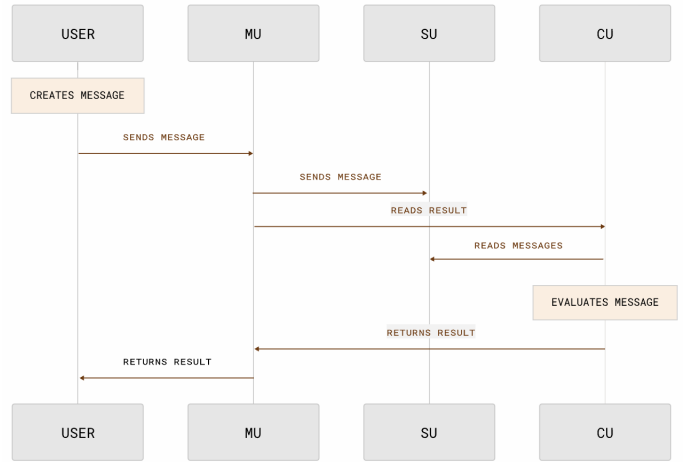 USER
MU
SU
CU
CREATES MESSAGE
SENDS MESSAGE
SENDS MESSAGE
READS RESULT
READS MESSAGES
EVALUATES MESSAGE
RETURNS RESULT
RETURNS RESULT
USER
MU
SU
CU